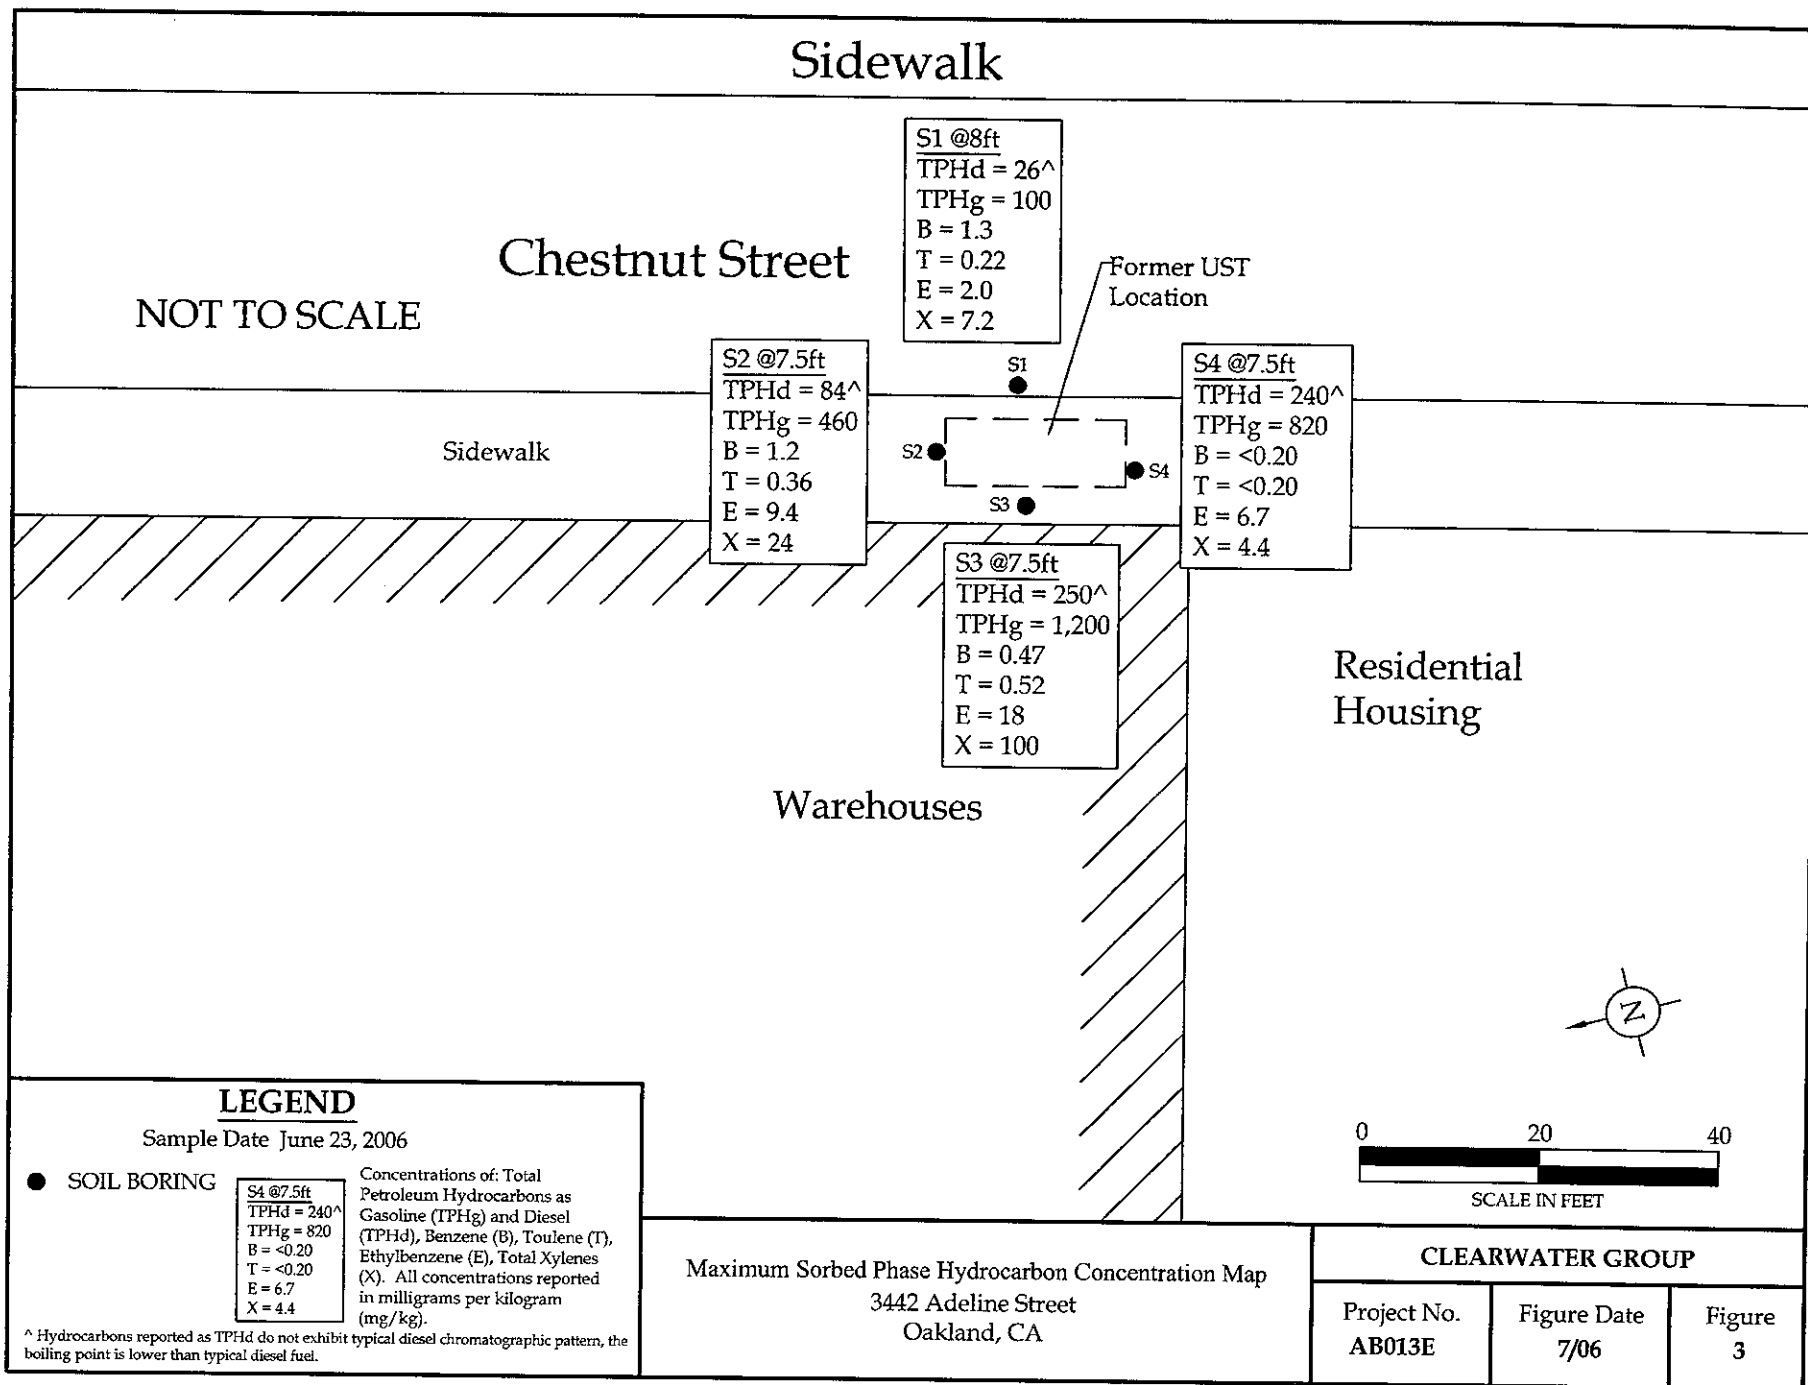 Sidewalk
S1 @8ft
TPHd = 26^
TPHg = 100
B = 1.3
T = 0.22
E = 2.0
X = 7.2
Chestnut Street
Former UST
Location
NOT TO SCALE
S2 @7.5ft
TPHd = 84^
TPHg = 460
B = 1.2
T = 0.36
E = 9.4
X = 24
S1
S4 @7.5ft
TPHd = 240^
TPHg = 820
B = <0.20
T = <0.20
E = 6.7
X = 4.4
Sidewalk
S2
S4
S3
S3 @7.5ft
TPHd = 250^
TPHg = 1,200
B = 0.47
T = 0.52
E = 18
X = 100
Residential
Housing
Warehouses
N
0 20 40
SCALE IN FEET
LEGEND
Sample Date June 23, 2006
SOIL BORING
S4 @7.5ft
TPHd = 240^
TPHg = 820
B = <0.20
T = <0.20
E = 6.7
X = 4.4
Concentrations of: Total
Petroleum Hydrocarbons as
Gasoline (TPHg) and Diesel
(TPHd), Benzene (B), Toulene (T),
Ethylbenzene (E), Total Xylenes
(X). All concentrations reported
in milligrams per kilogram
(mg/kg).
^ Hydrocarbons reported as TPHd do not exhibit typical diesel chromatographic pattern, the
boiling point is lower than typical diesel fuel.
Maximum Sorbed Phase Hydrocarbon Concentration Map
3442 Adeline Street
Oakland, CA
CLEARWATER GROUP
Project No.
AB013E
Figure Date
7/06
Figure
3